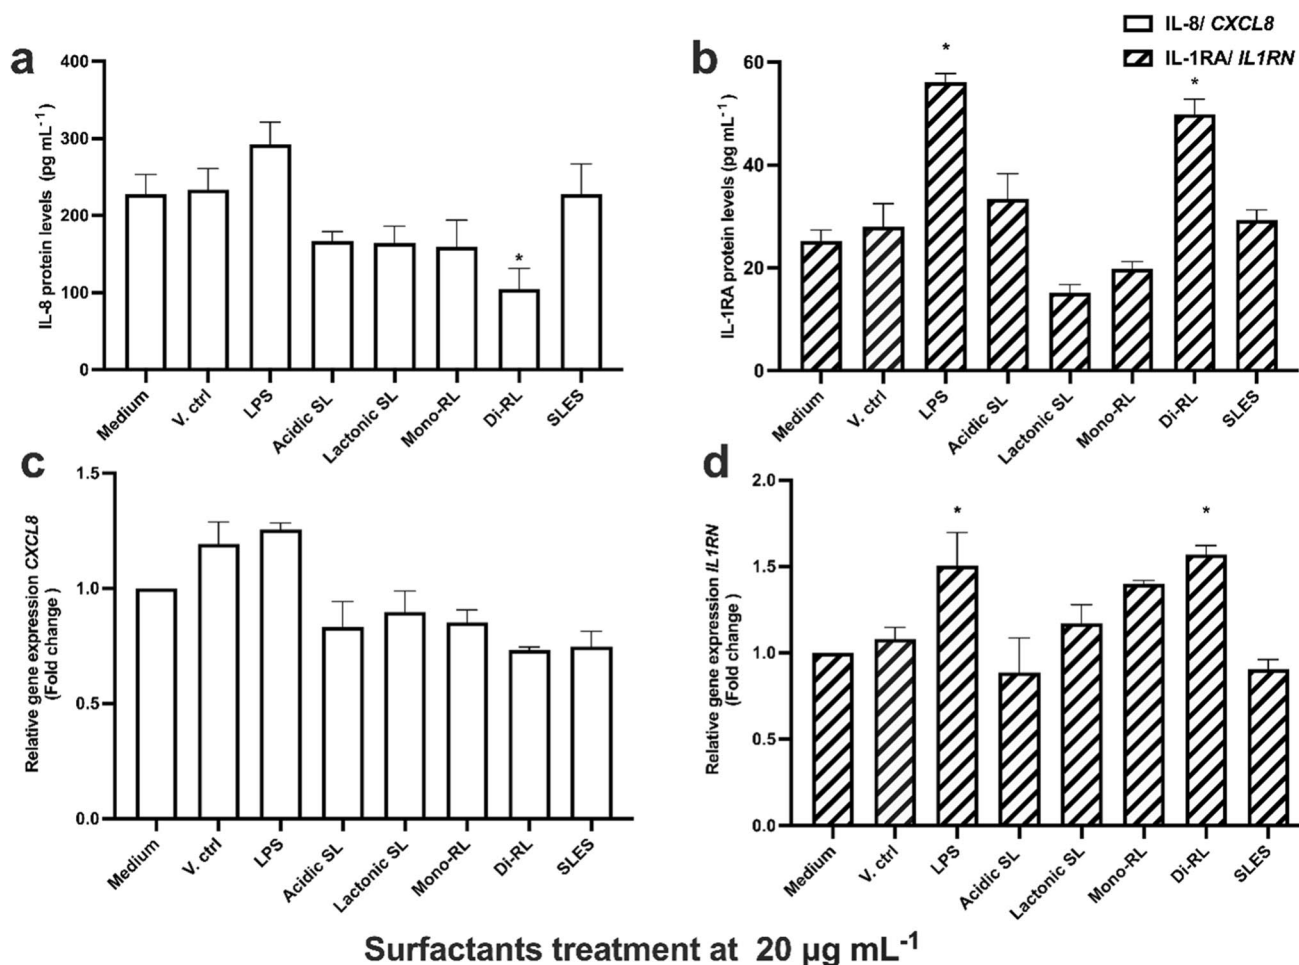 IL-8/ CXCL8
IL-1RA/ IL1RN
a
IL-8 protein levels (pg mL⁻¹)
400
300
200
100
0
Medium
V. ctrl
LPS
Acidic SL
Lactonic SL
Mono-RL
Di-RL
SLES
*
b
IL-1RA protein levels (pg mL⁻¹)
60
40
20
0
Medium
V. ctrl
LPS
Acidic SL
Lactonic SL
Mono-RL
Di-RL
SLES
*
*
c
Relative gene expression CXCL8
(Fold change )
1.5
1.0
0.5
0.0
Medium
V. ctrl
LPS
Acidic SL
Lactonic SL
Mono-RL
Di-RL
SLES
d
Relative gene expression IL1RN
(Fold change )
2.0
1.5
1.0
0.5
0.0
Medium
V. ctrl
LPS
Acidic SL
Lactonic SL
Mono-RL
Di-RL
SLES
*
*
Surfactants treatment at 20 µg mL⁻¹